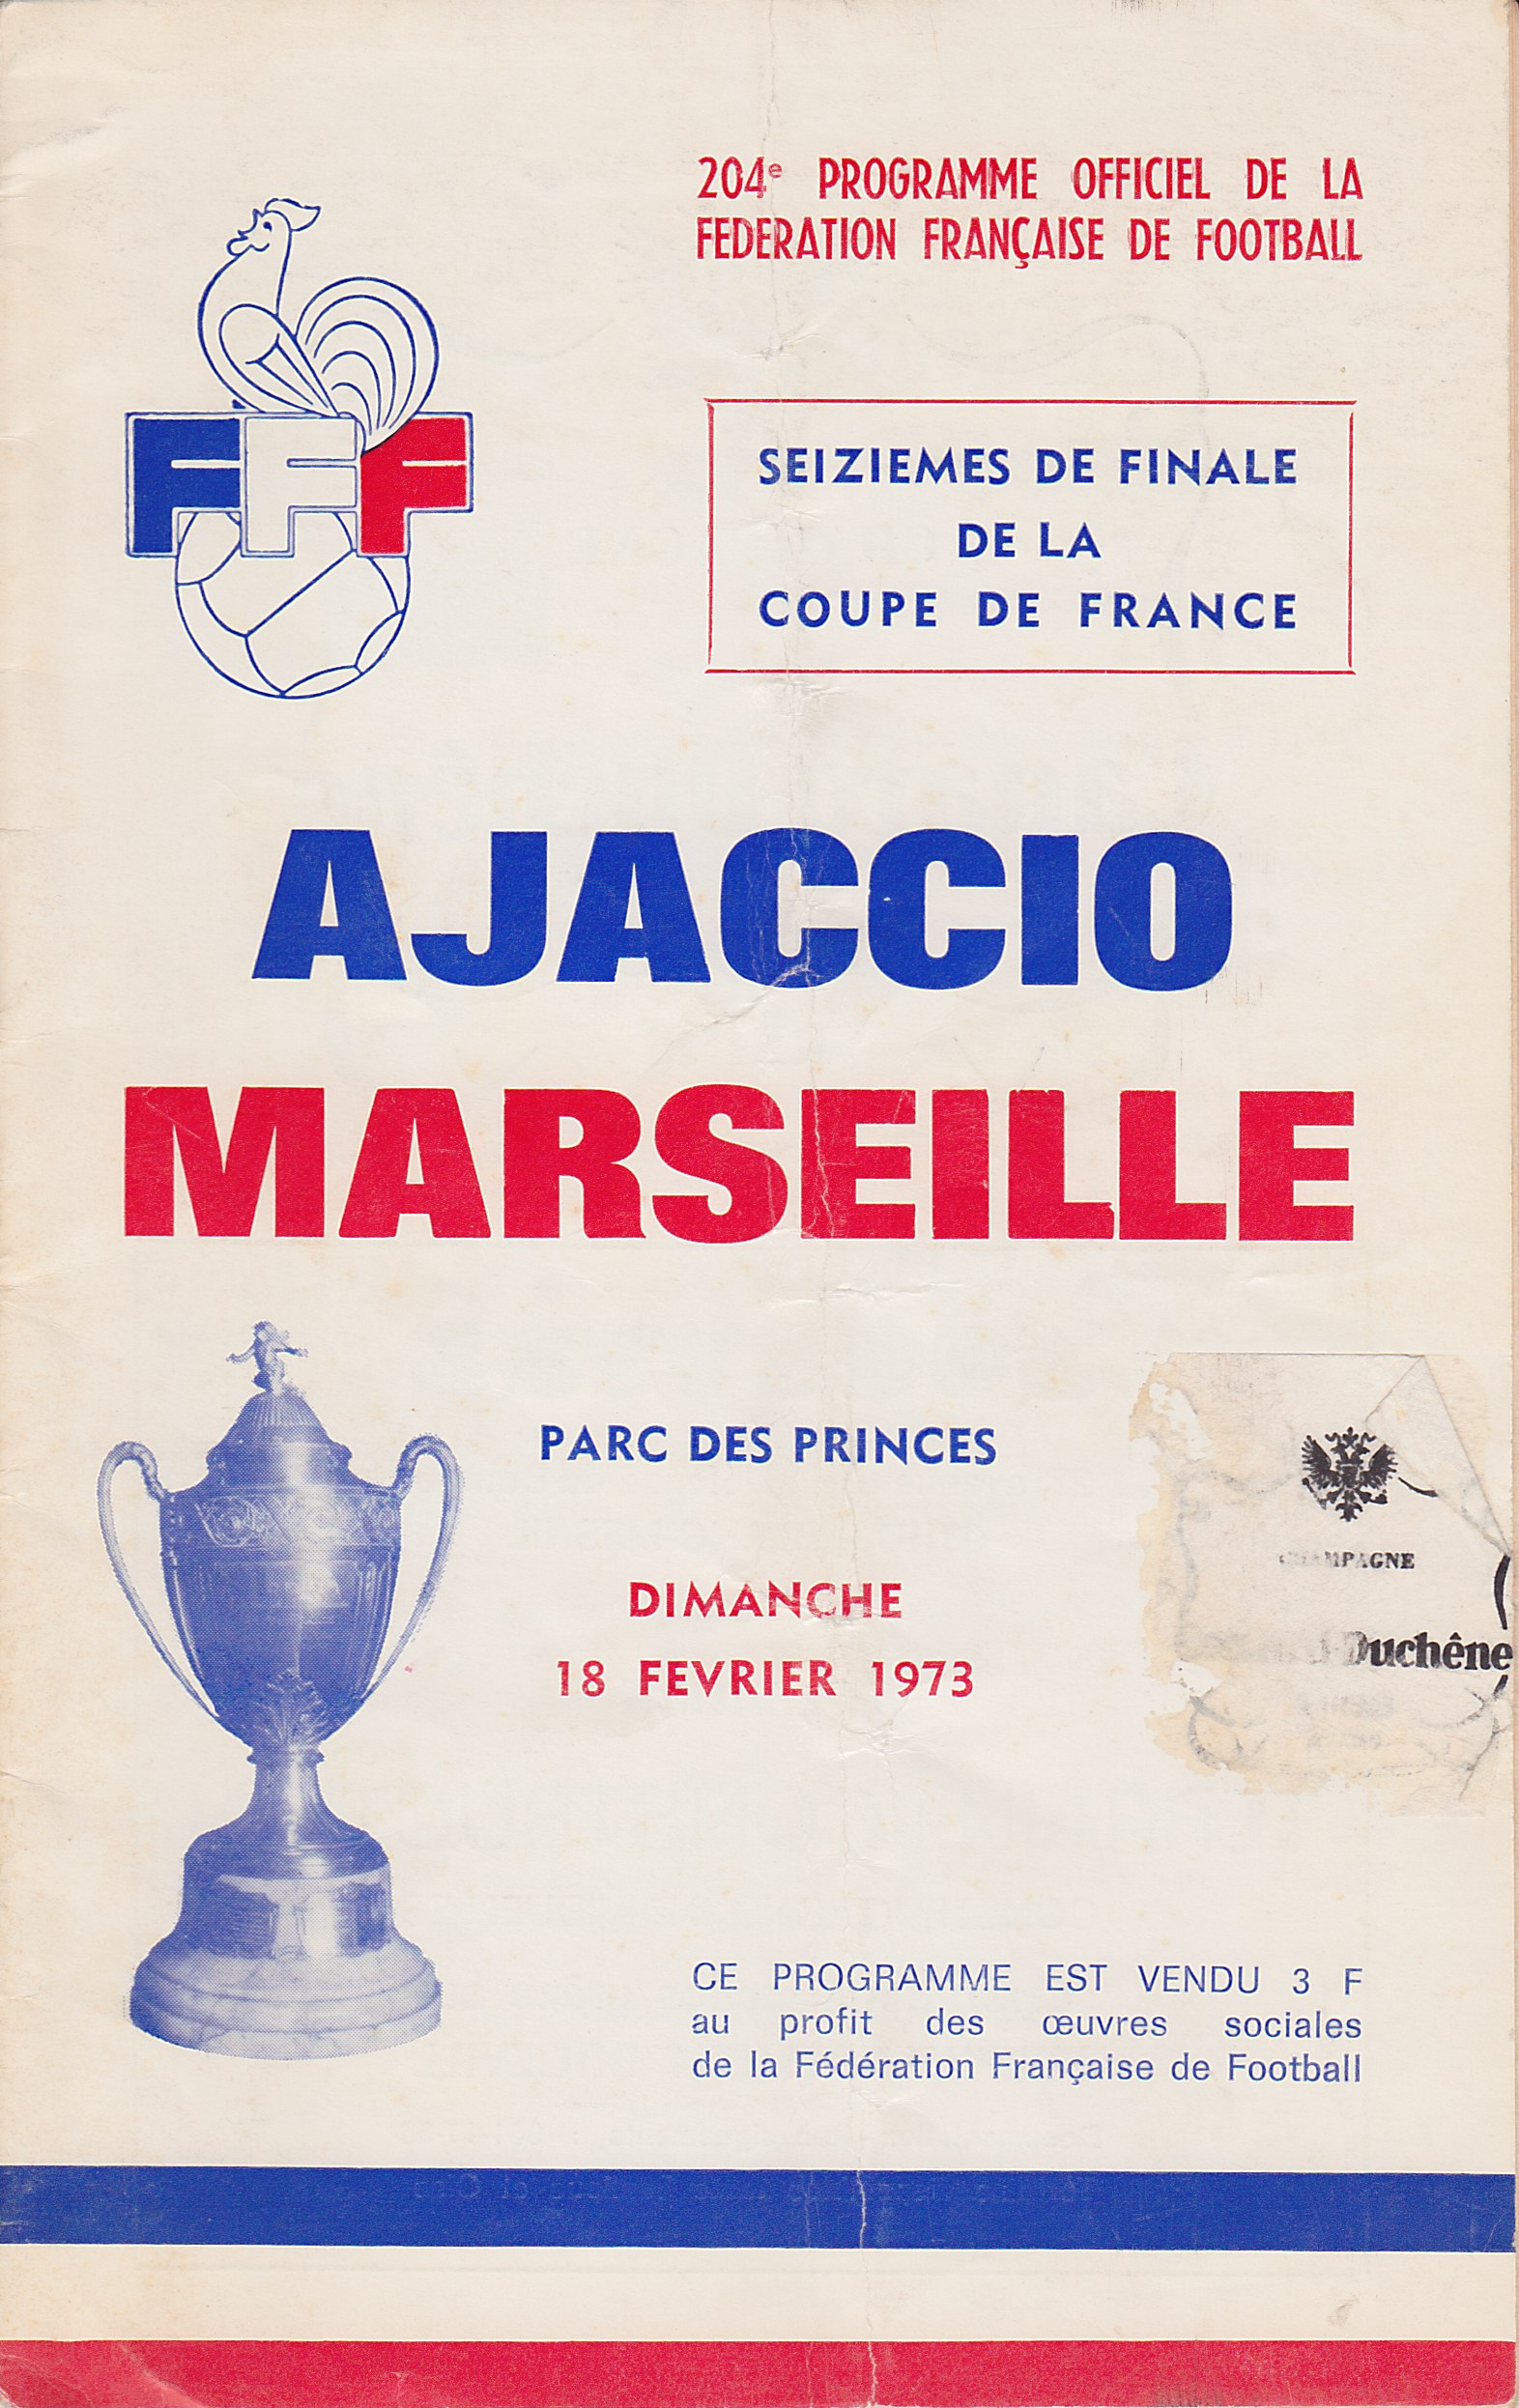 204e PROGRAMME OFFICIEL DE LA
FEDERATION FRANÇAISE DE FOOTBALL
FFF
SEIZIEMES DE FINALE
DE LA
COUPE DE FRANCE
AJACCIO
MARSEILLE
PARC DES PRINCES
DIMANCHE
18 FEVRIER 1973
CHAMPAGNE
Duchêne
CE PROGRAMME EST VENDU 3 F
au profit des œuvres sociales
de la Fédération Française de Football